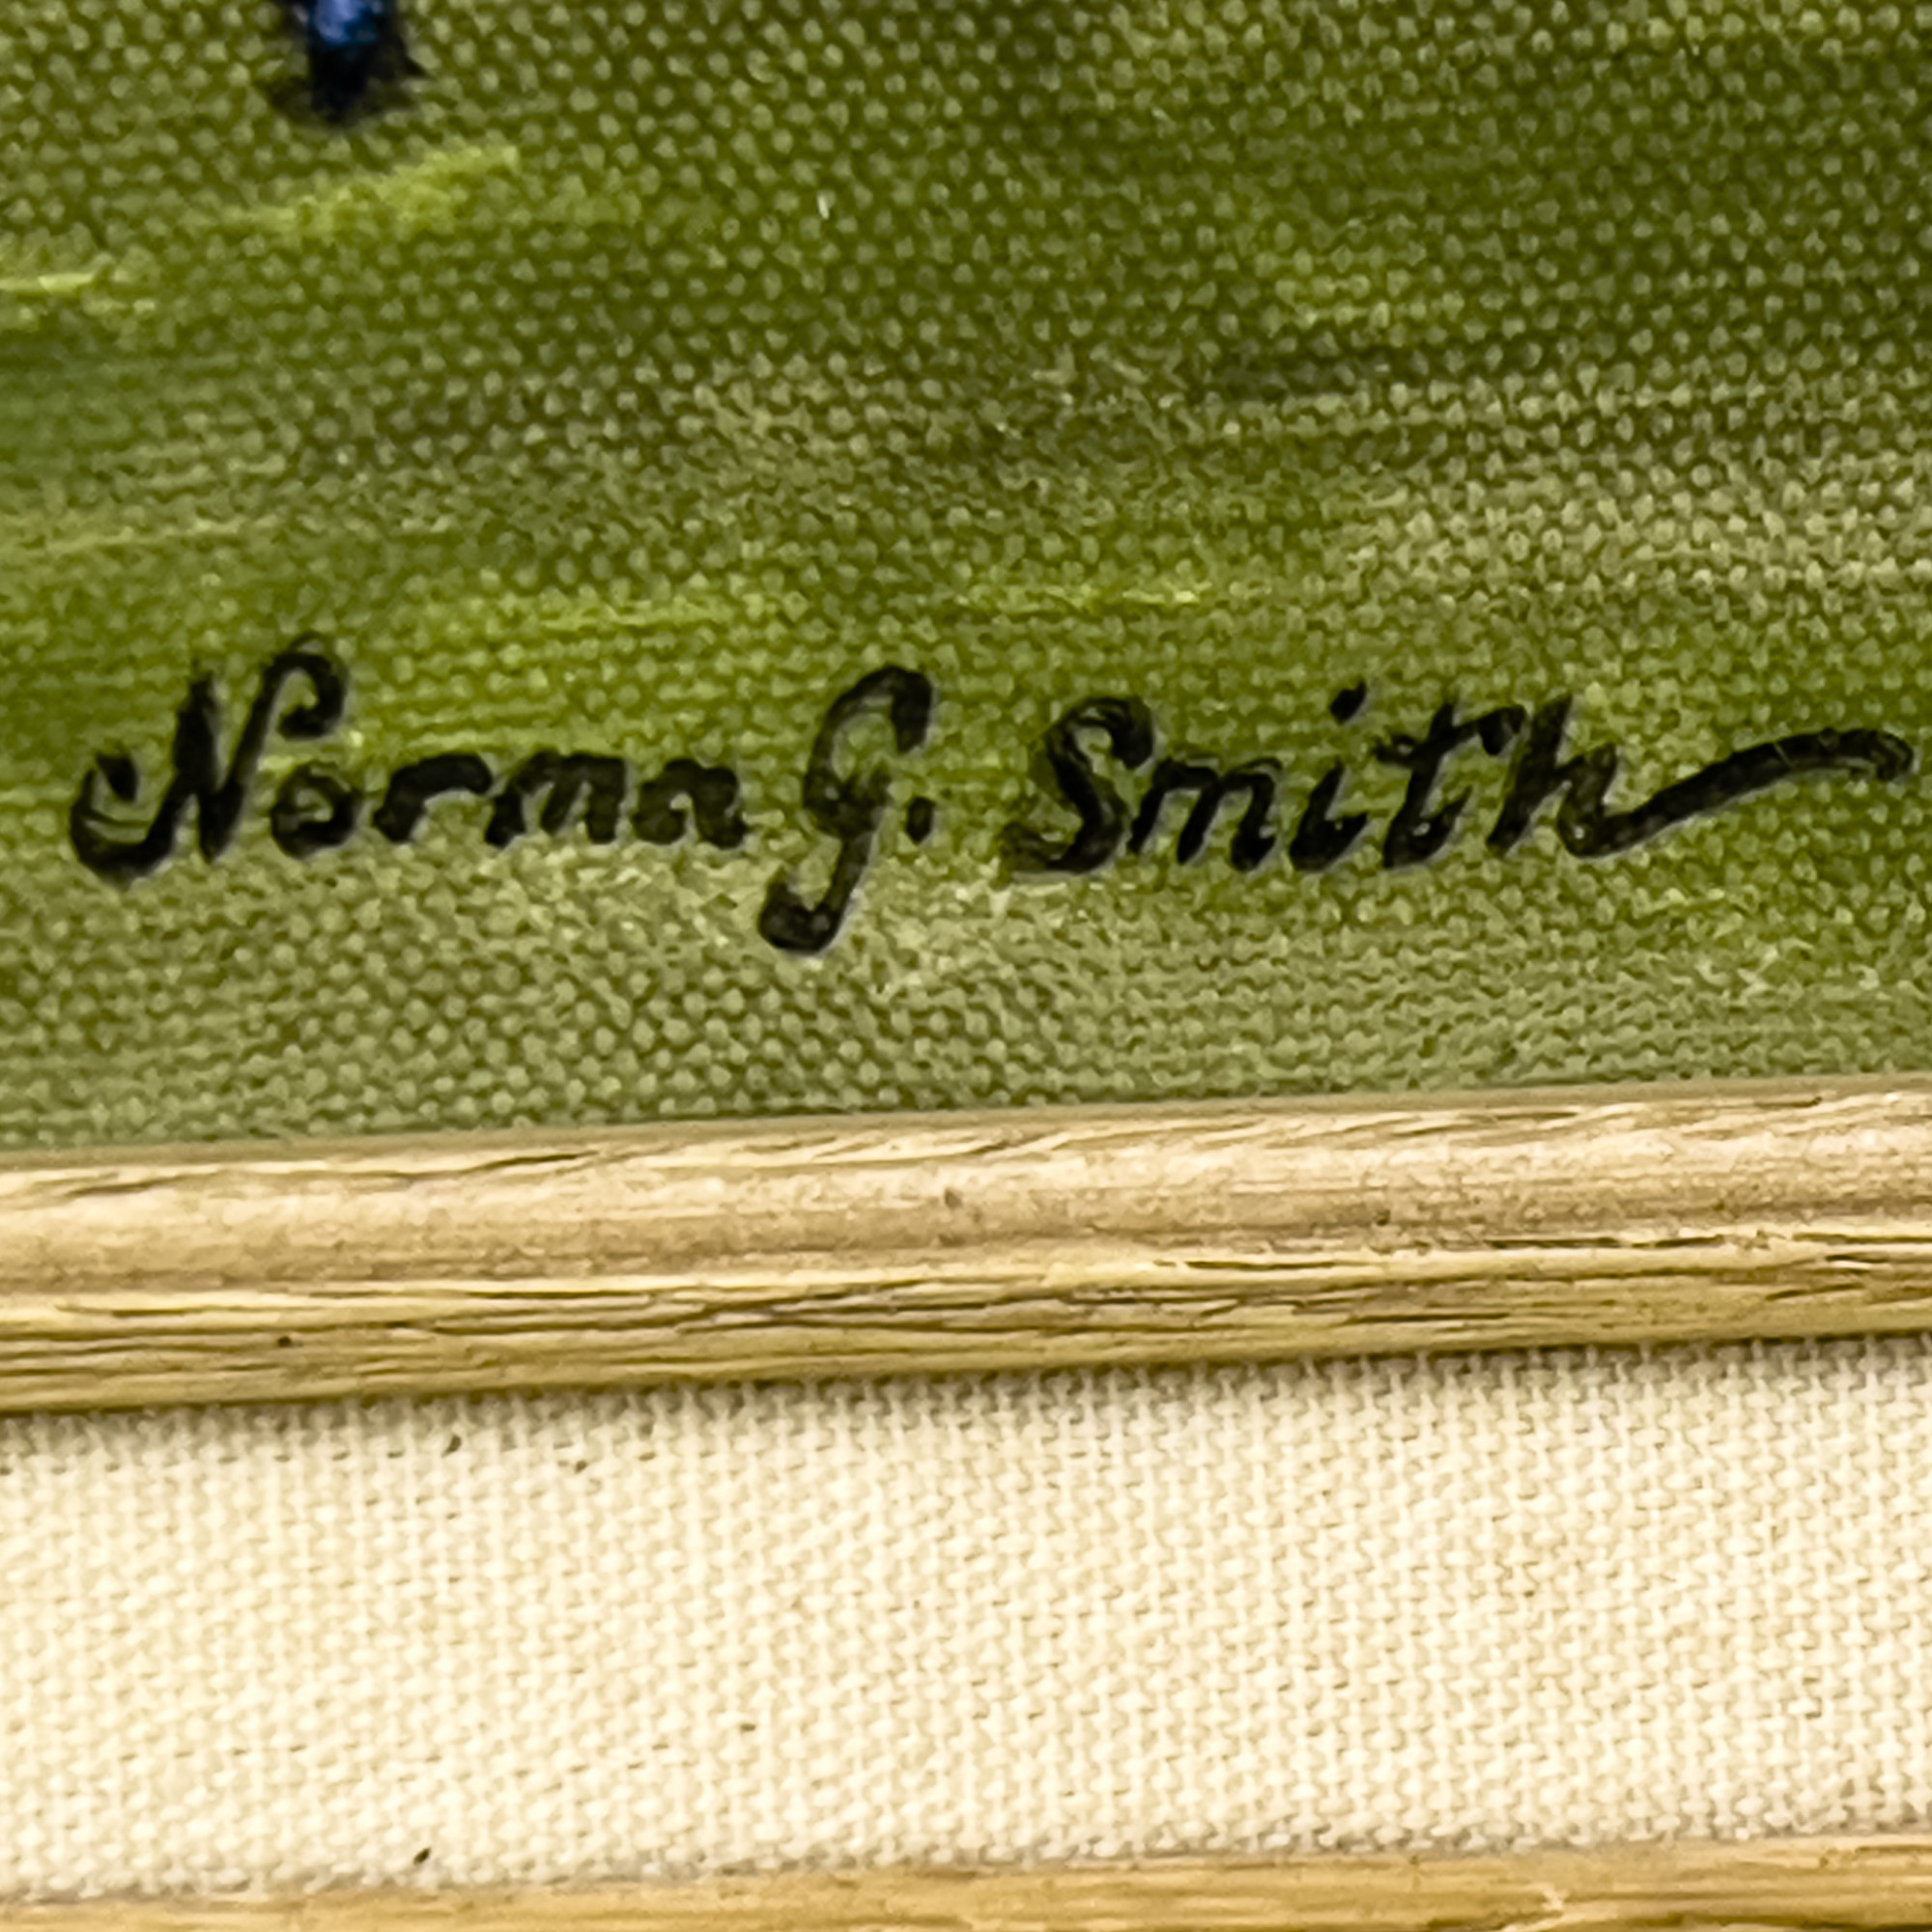 Norma G. Smith